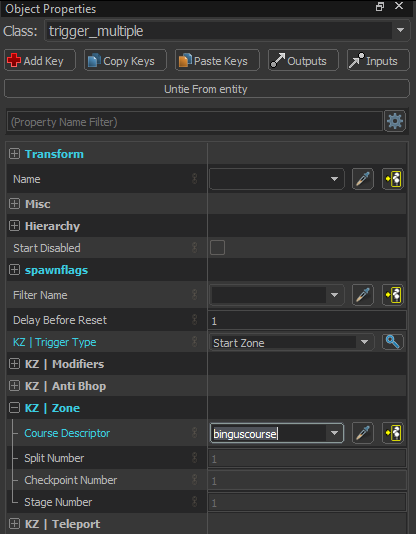 Object Properties
Class: trigger_multiple
Add Key Copy Keys Paste Keys Outputs Inputs
Untie From entity
(Property Name Filter)
Transform
Name
Misc
Hierarchy
Start Disabled
spawnflags
Filter Name
Delay Before Reset 1
KZ | Trigger Type Start Zone
KZ | Modifiers
KZ | Anti Bhop
KZ | Zone
Course Descriptor binguscourse
Split Number 1
Checkpoint Number 1
Stage Number 1
KZ | Teleport